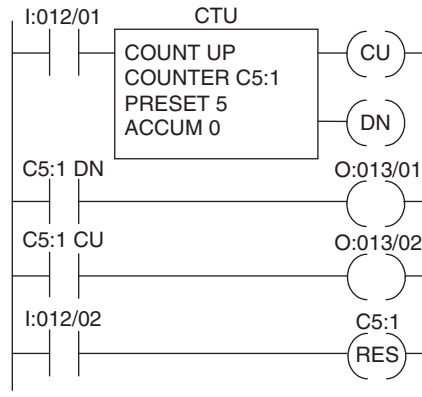 I:012/01
CTU
COUNT UP
COUNTER C5:1
PRESET 5
ACCUM 0
CU
DN
C5:1 DN
O:013/01
C5:1 CU
O:013/02
I:012/02
C5:1
RES